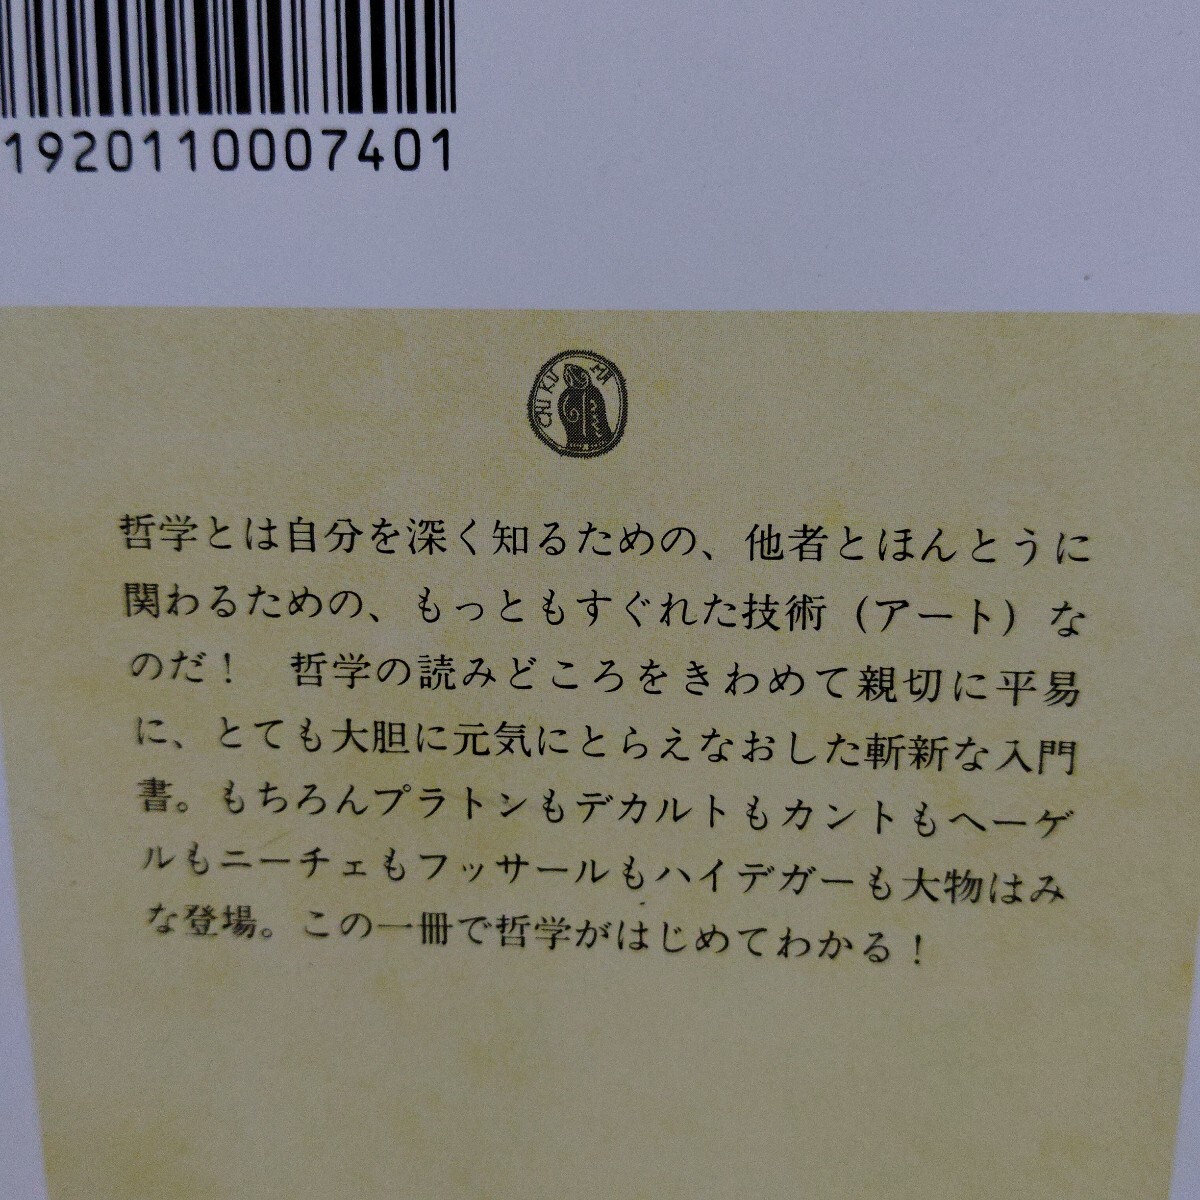 1920110007401
CHIKUMA
哲学とは自分を深く知るための、他者とほんとうに
関わるための、もっともすぐれた技術（アート）な
のだ！　哲学の読みどころをきわめて親切に平易
に、とても大胆に元気にとらえなおした斬新な入門
書。もちろんプラトンもデカルトもカントもヘーゲ
ルもニーチェもフッサールもハイデガーも大物はみ
な登場。この一冊で哲学がはじめてわかる！